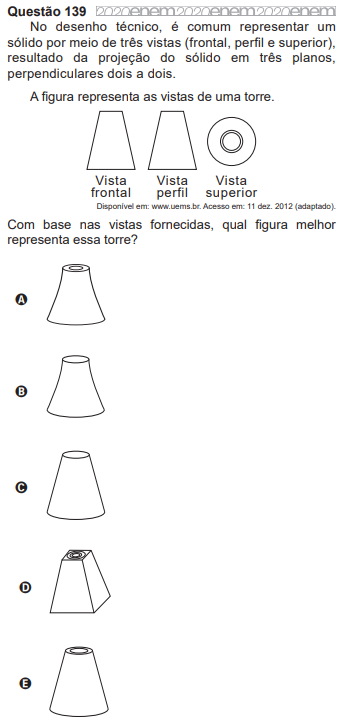 Questão 139 2020enem2020enem2020enem
No desenho técnico, é comum representar um
sólido por meio de três vistas (frontal, perfil e superior),
resultado da projeção do sólido em três planos,
perpendiculares dois a dois.
A figura representa as vistas de uma torre.
Vista Vista Vista
frontal perfil superior
Disponível em: www.uems.br. Acesso em: 11 dez. 2012 (adaptado).
Com base nas vistas fornecidas, qual figura melhor
representa essa torre?
A
B
C
D
E